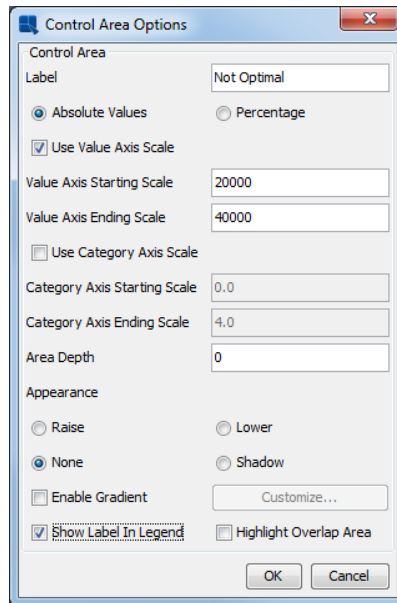 Control Area Options
Control Area
Label Not Optimal
Absolute Values Percentage
Use Value Axis Scale
Value Axis Starting Scale 20000
Value Axis Ending Scale 40000
Use Category Axis Scale
Category Axis Starting Scale 0.0
Category Axis Ending Scale 4.0
Area Depth 0
Appearance
Raise Lower
None Shadow
Enable Gradient Customize...
Show Label In Legend Highlight Overlap Area
OK Cancel